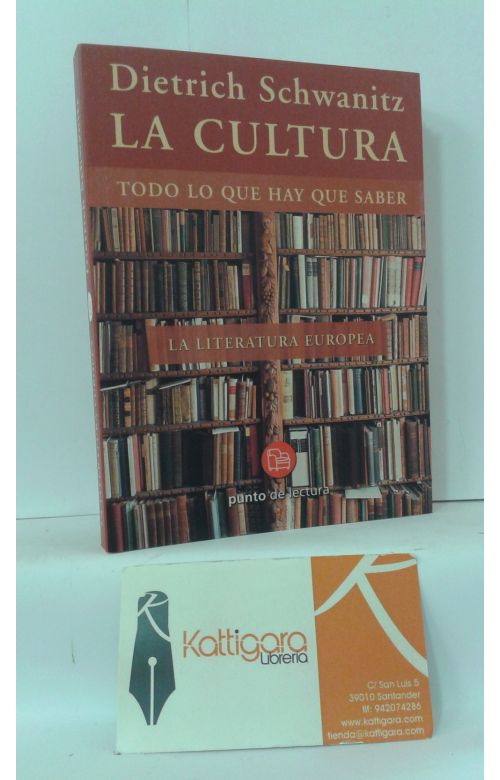 Dietrich Schwanitz
LA CULTURA
TODO LO QUE HAY QUE SABER
LA LITERATURA EUROPEA
punto de lectura
Kattigara
Librería
C/ San Luis 5
39010 Santander
tlf: 942074286
www.kattigara.com
tienda@kattigara.com